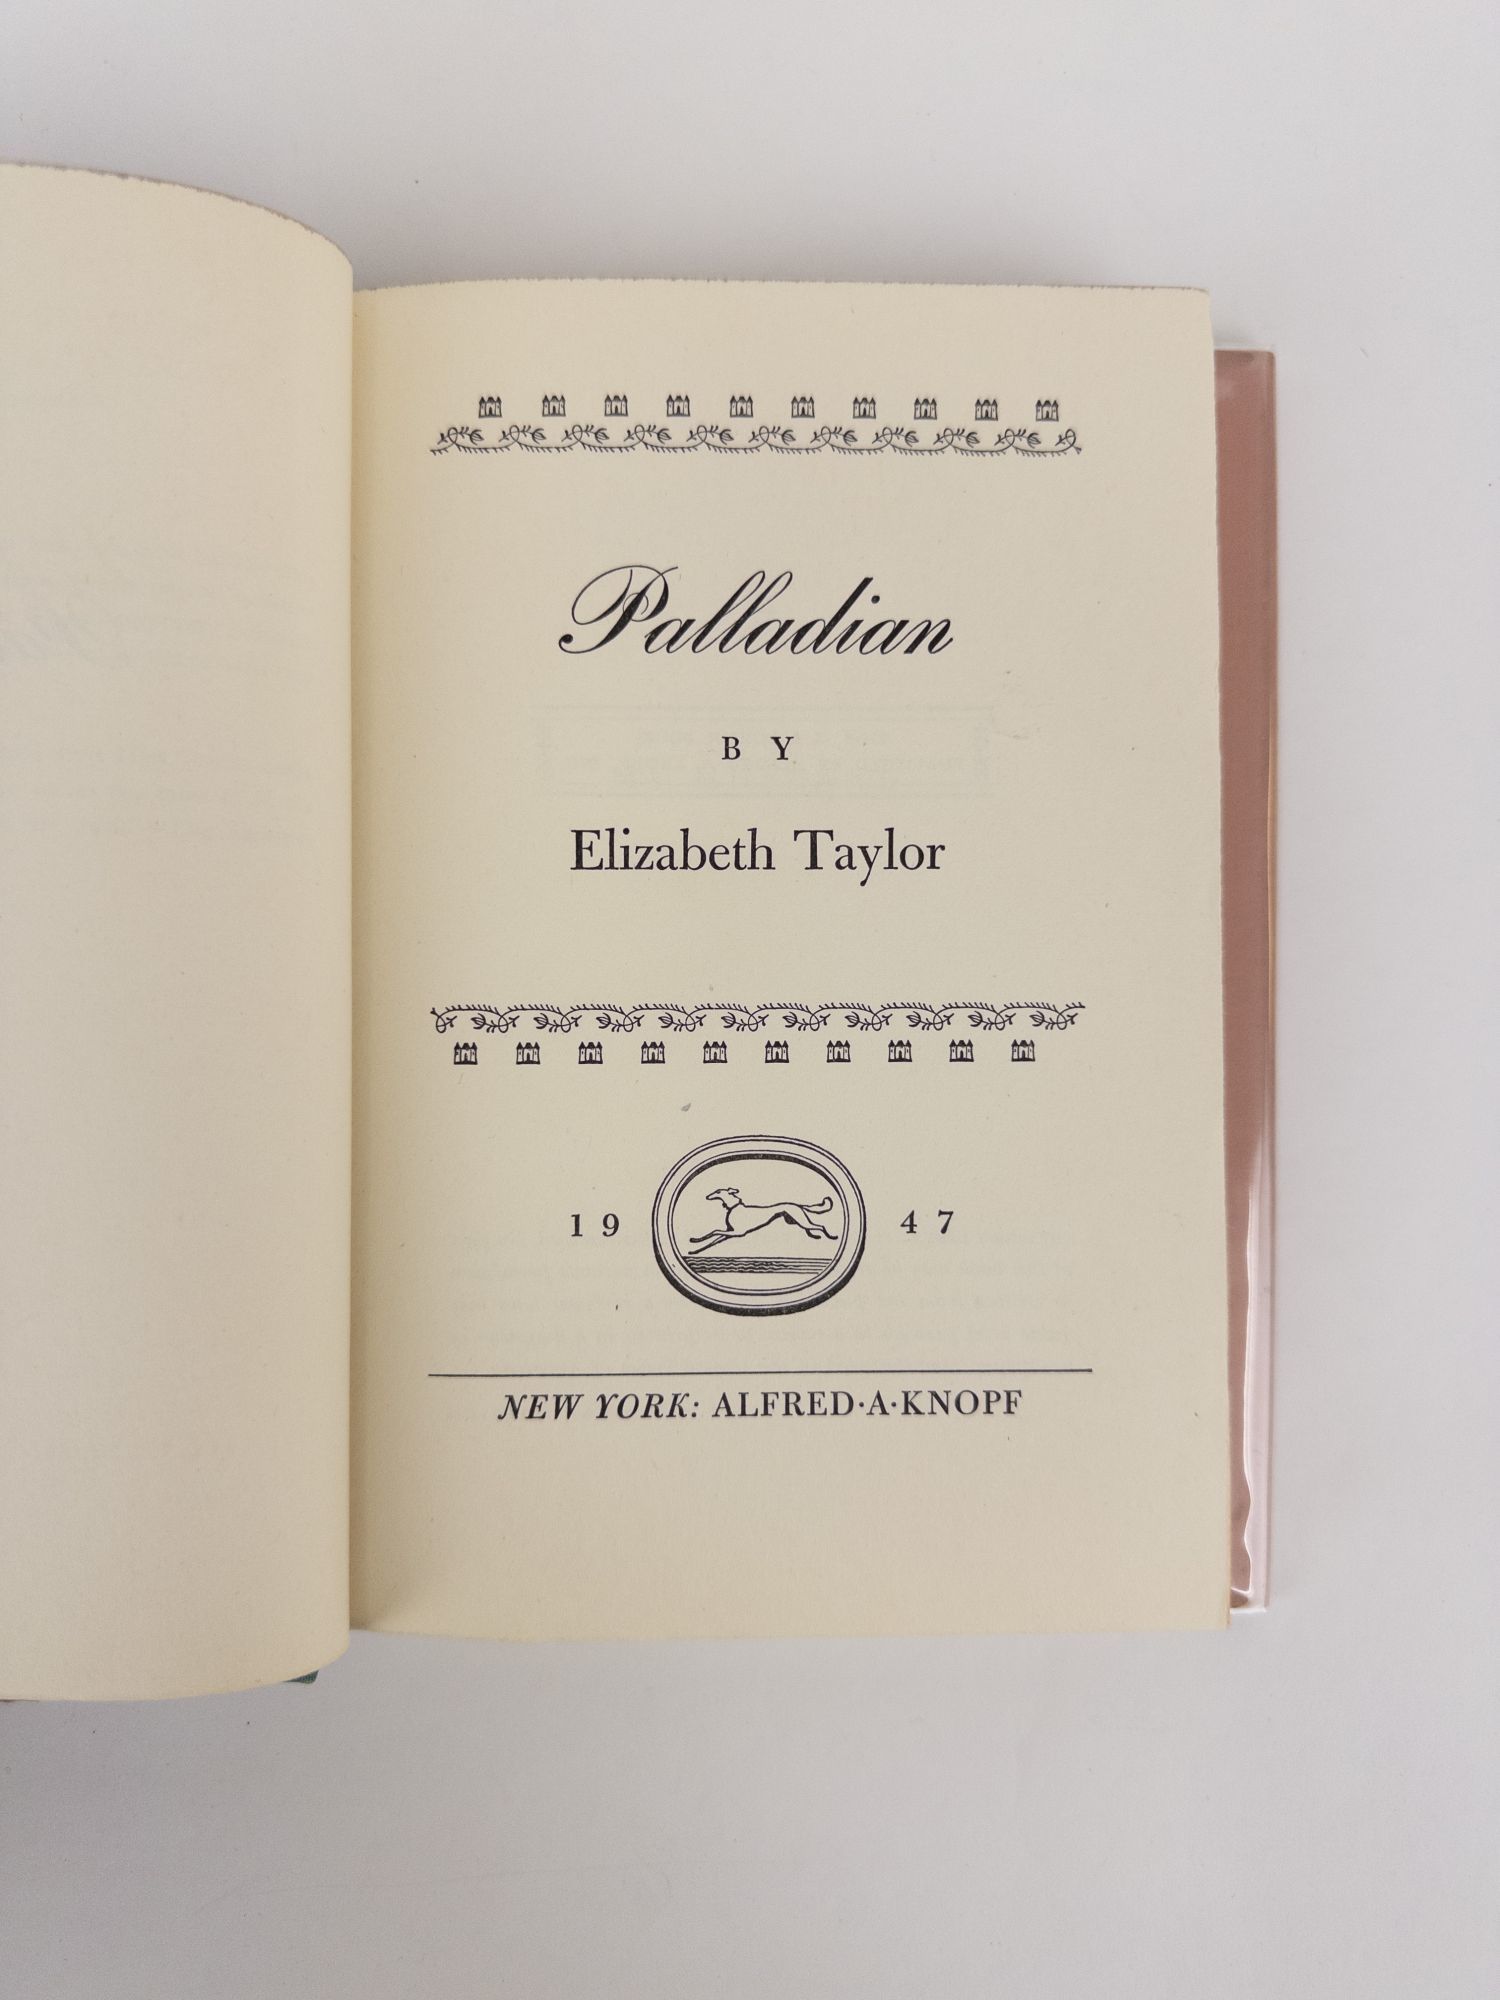 Palladian
BY
Elizabeth Taylor
19 47
NEW YORK: ALFRED·A·KNOPF